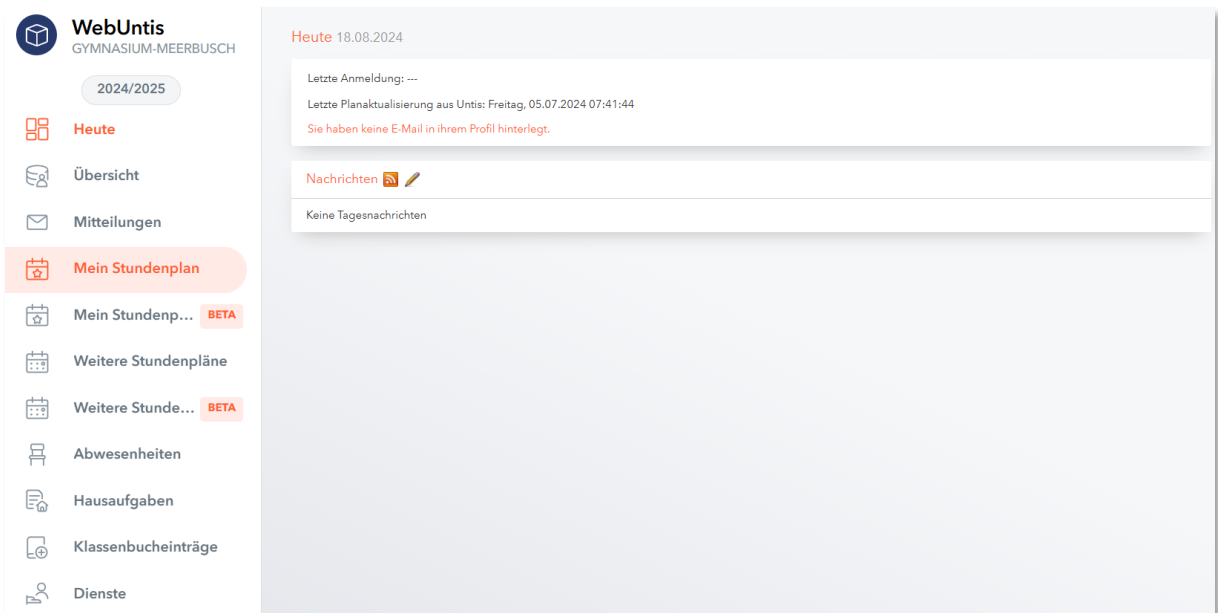 WebUntis
GYMNASIUM-MEERBUSCH
2024/2025
Heute
Übersicht
Mitteilungen
Mein Stundenplan
Mein Stundenp... BETA
Weitere Stundenpläne
Weitere Stunde... BETA
Abwesenheiten
Hausaufgaben
Klassenbucheinträge
Dienste
Heute 18.08.2024
Letzte Anmeldung: ---
Letzte Planaktualisierung aus Untis: Freitag, 05.07.2024 07:41:44
Sie haben keine E-Mail in ihrem Profil hinterlegt.
Nachrichten
Keine Tagesnachrichten